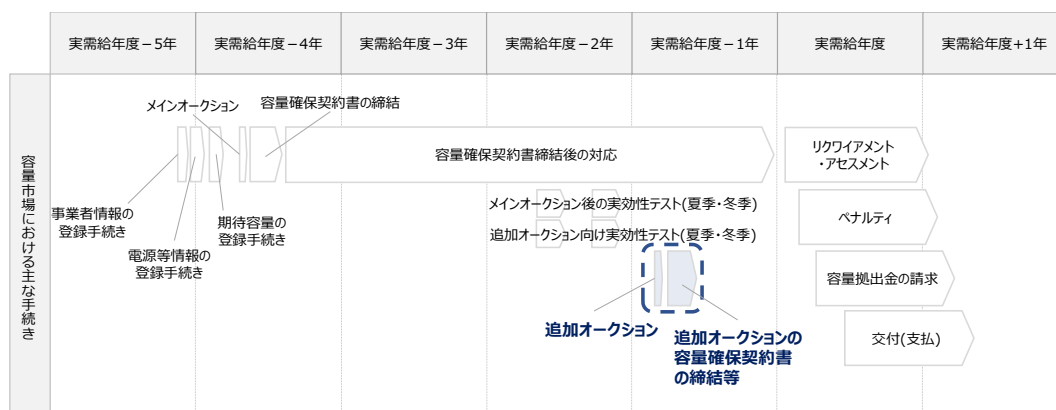 実需給年度－5年
実需給年度－4年
実需給年度－3年
実需給年度－2年
実需給年度－1年
実需給年度
実需給年度+1年
容量市場における主な手続き
メインオークション
容量確保契約書の締結
容量確保契約書締結後の対応
リクワイアメント
・アセスメント
事業者情報の
登録手続き
期待容量の
登録手続き
電源等情報の
登録手続き
メインオークション後の実効性テスト(夏季・冬季)
追加オークション向け実効性テスト(夏季・冬季)
ペナルティ
容量拠出金の請求
追加オークション
追加オークションの
容量確保契約書
の締結等
交付(支払)